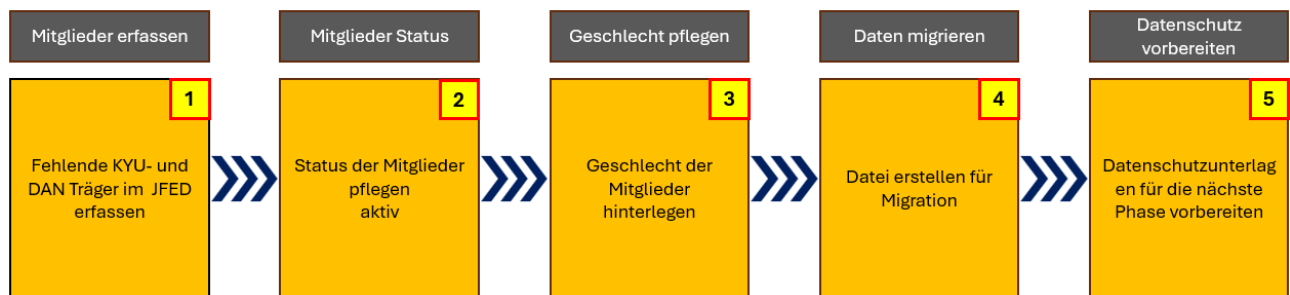 Mitglieder erfassen
Mitglieder Status
Geschlecht pflegen
Daten migrieren
Datenschutz
vorbereiten
1
Fehlende KYU- und
DAN Träger im JFED
erfassen
2
Status der Mitglieder
pflegen
aktiv
3
Geschlecht der
Mitglieder
hinterlegen
4
Datei erstellen für
Migration
5
Datenschutzunterlag
en für die nächste
Phase vorbereiten